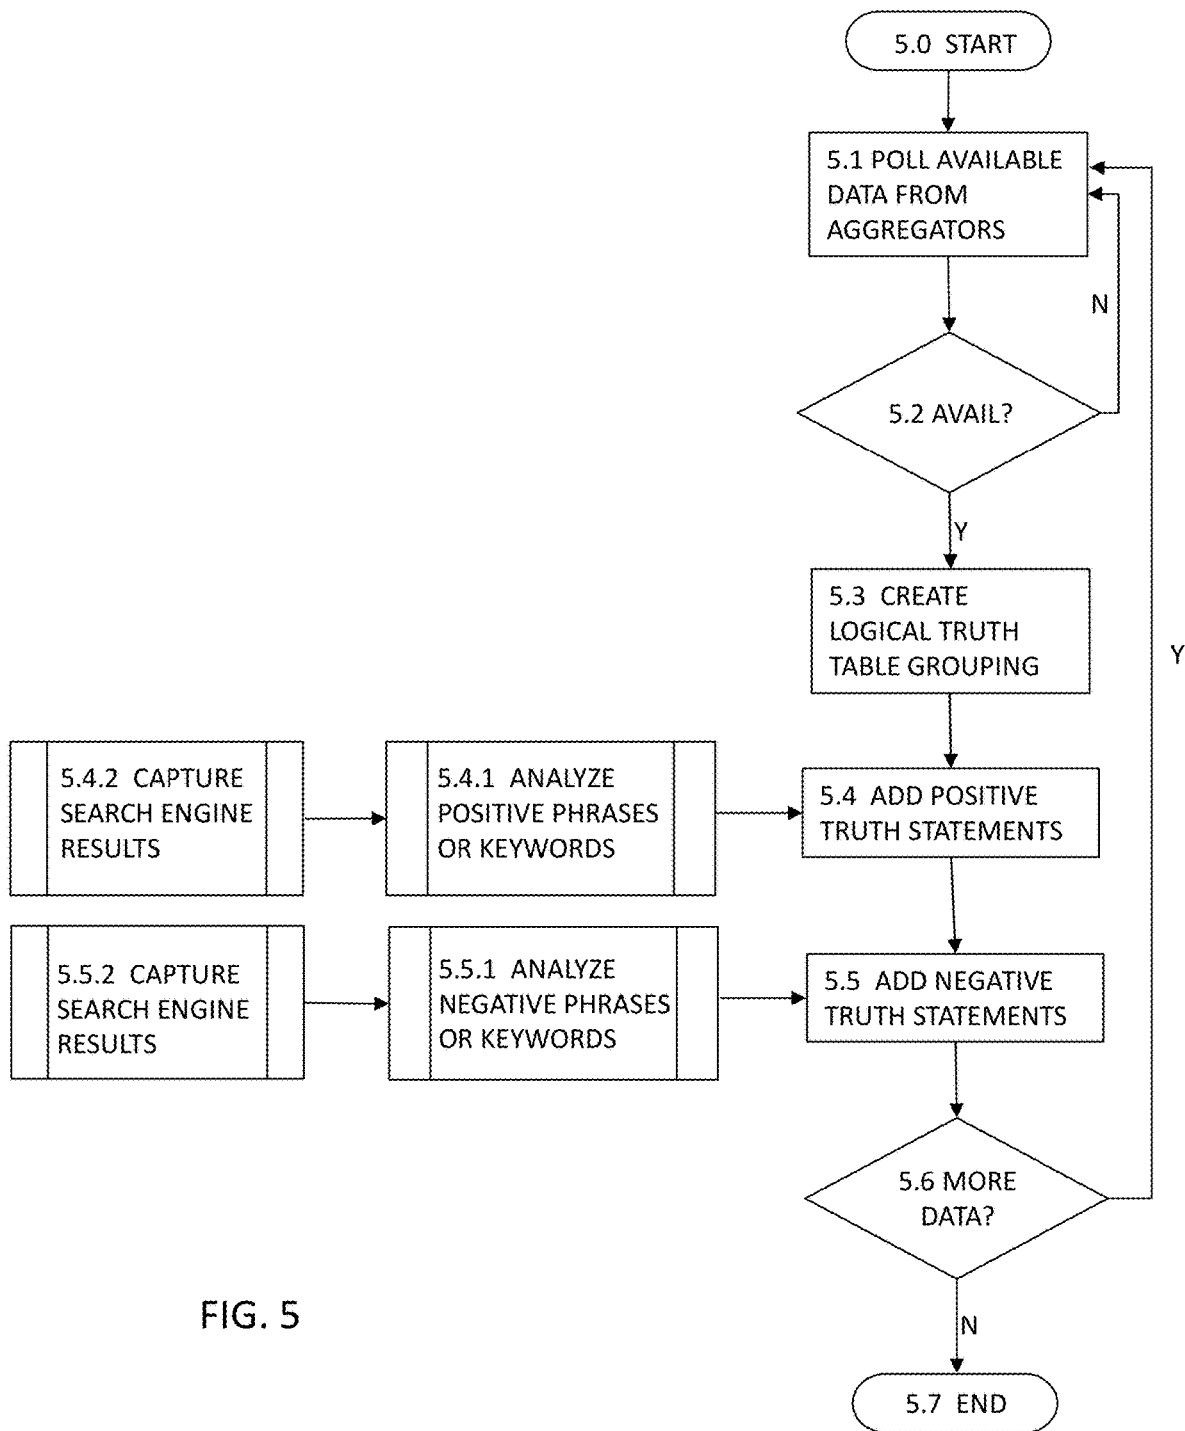 5.0 START
5.1 POLL AVAILABLE
DATA FROM
AGGREGATORS
N
5.2 AVAIL?
Y
5.3 CREATE
LOGICAL TRUTH
TABLE GROUPING
Y
5.4.2 CAPTURE
SEARCH ENGINE
RESULTS
5.4.1 ANALYZE
POSITIVE PHRASES
OR KEYWORDS
5.4 ADD POSITIVE
TRUTH STATEMENTS
5.5.2 CAPTURE
SEARCH ENGINE
RESULTS
5.5.1 ANALYZE
NEGATIVE PHRASES
OR KEYWORDS
5.5 ADD NEGATIVE
TRUTH STATEMENTS
5.6 MORE
DATA?
FIG. 5
N
5.7 END